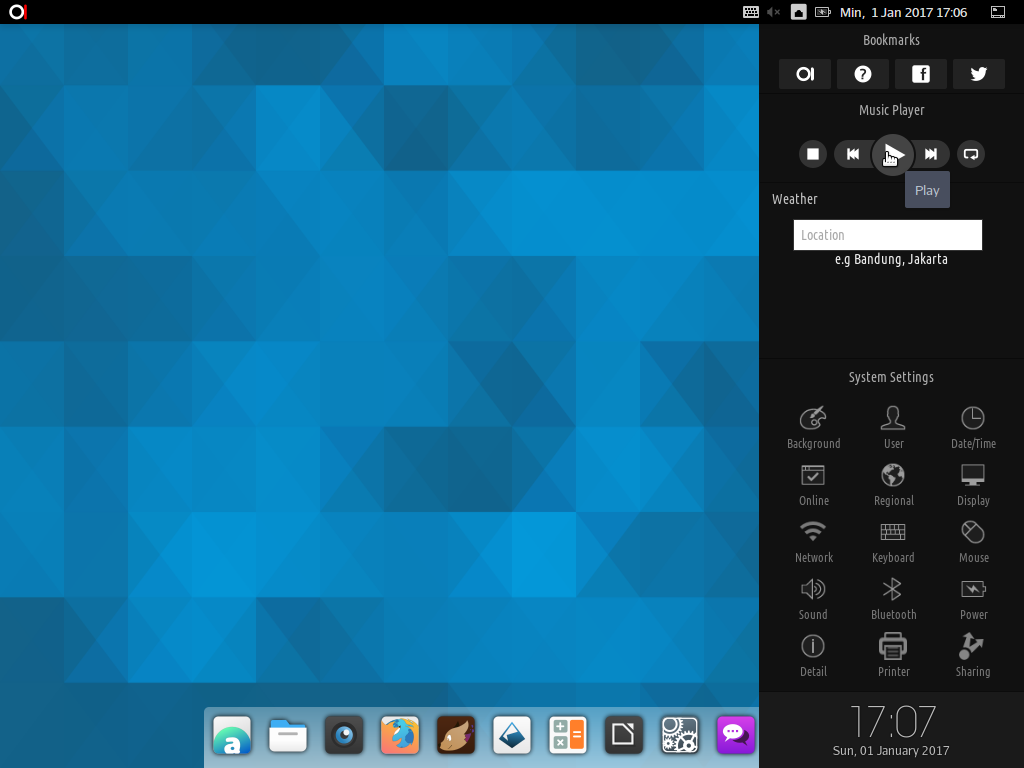 Min, 1 Jan 2017 17:06
Bookmarks
Music Player
Play
Weather
Location
e.g Bandung, Jakarta
System Settings
Background User Date/Time
Online Regional Display
Network Keyboard Mouse
Sound Bluetooth Power
Detail Printer Sharing
17:07
Sun, 01 January 2017